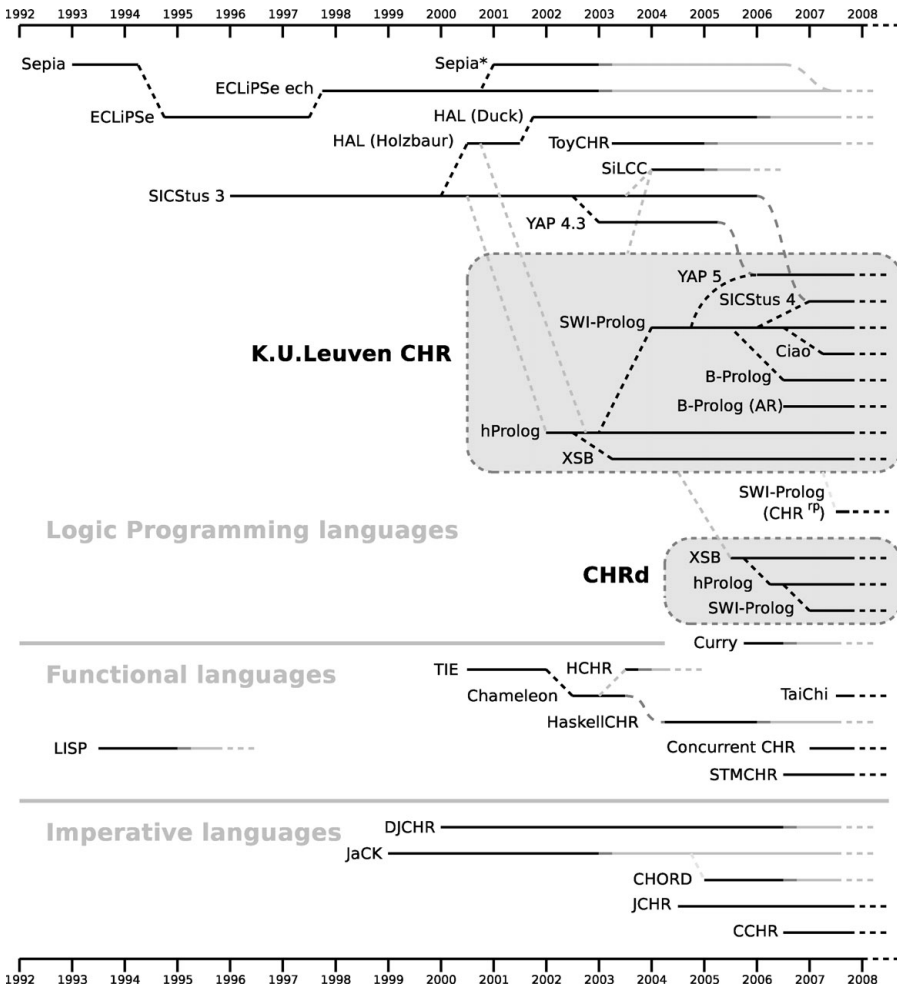 1992 1993 1994 1995 1996 1997 1998 1999 2000 2001 2002 2003 2004 2005 2006 2007 2008
Sepia
Sepia*
ECLiPSe ech
ECLiPSe
HAL (Duck)
HAL (Holzbaur)
ToyCHR
SiLCC
SICStus 3
YAP 4.3
YAP 5
SICStus 4
SWI-Prolog
K.U.Leuven CHR
Ciao
B-Prolog
B-Prolog (AR)
hProlog
XSB
SWI-Prolog
(CHR rp)
Logic Programming languages
XSB
CHRd
hProlog
SWI-Prolog
Curry
Functional languages
TIE
HCHR
Chameleon
TaiChi
HaskellCHR
LISP
Concurrent CHR
STMCHR
Imperative languages
DJCHR
JaCK
CHORD
JCHR
CCHR
1992 1993 1994 1995 1996 1997 1998 1999 2000 2001 2002 2003 2004 2005 2006 2007 2008